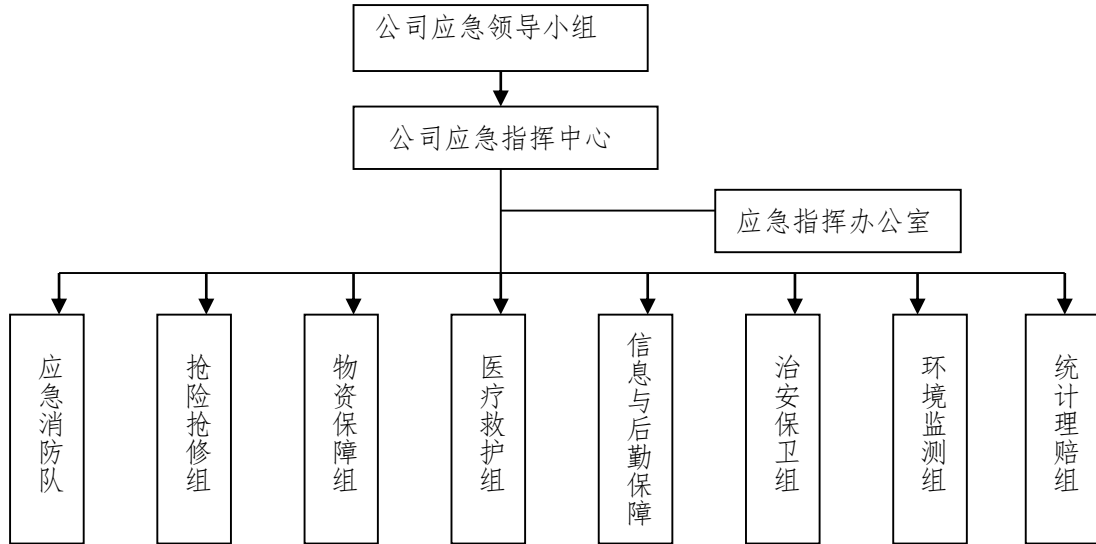 公司应急领导小组
公司应急指挥中心
应急指挥办公室
应急消防队
抢险抢修组
物资保障组
医疗救护组
信息与后勤保障
治安保卫组
环境监测组
统计理赔组